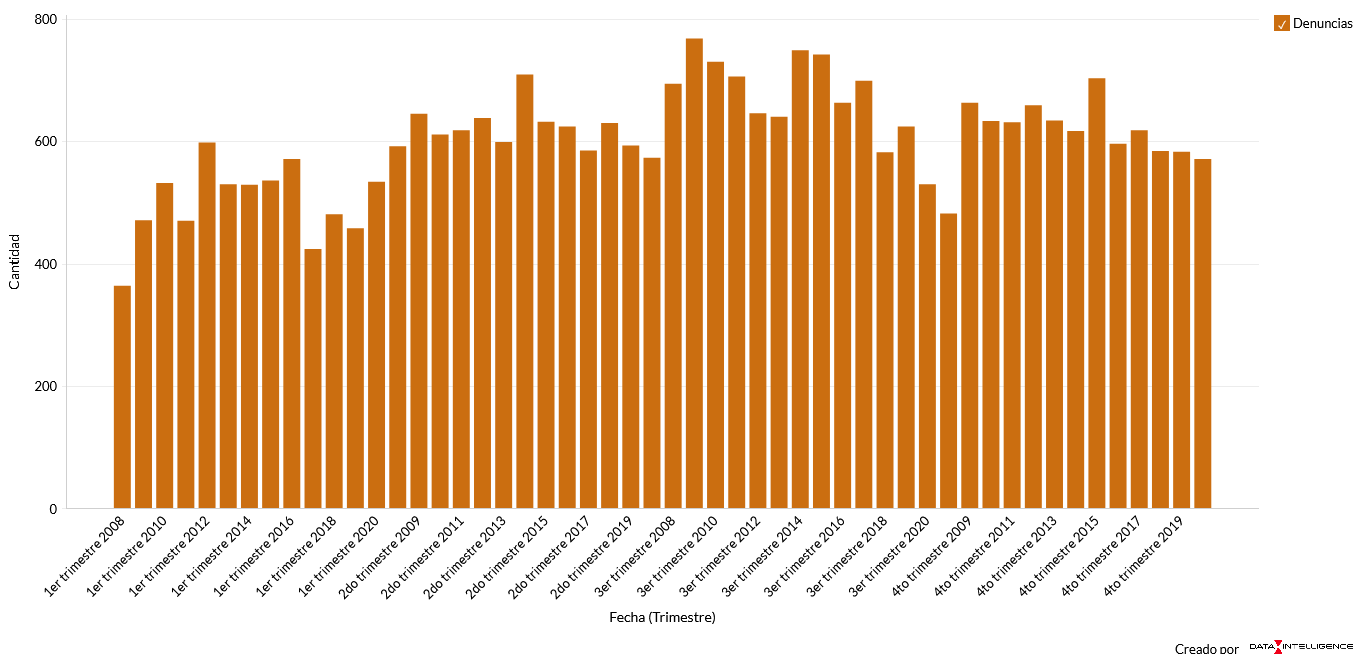 800
600
400
200
0
Cantidad
1er trimestre 2008
1er trimestre 2010
1er trimestre 2012
1er trimestre 2014
1er trimestre 2016
1er trimestre 2018
1er trimestre 2020
2do trimestre 2009
2do trimestre 2011
2do trimestre 2013
2do trimestre 2015
2do trimestre 2017
2do trimestre 2019
3er trimestre 2008
3er trimestre 2010
3er trimestre 2012
3er trimestre 2014
3er trimestre 2016
3er trimestre 2018
3er trimestre 2020
4to trimestre 2009
4to trimestre 2011
4to trimestre 2013
4to trimestre 2015
4to trimestre 2017
4to trimestre 2019
Fecha (Trimestre)
Denuncias
Creado por DATA INTELLIGENCE